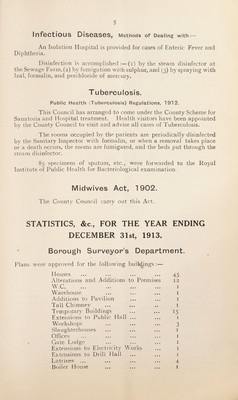 5
Infectious Diseases, Methods of Dealing with:—
An Isolation Hospital is provided for cases of Enteric Fever and
Diphtheria.
Disinfection is accomplished :—(1) by the steam disinfector at
the Sewage Farm, (2) by fumigation with sulphur, and (3) by spraying with
Izal, formalin, and perchloride of mercury.
Tuberculosis.
Public Health (Tuberculosis) Regulations, 1912.
This Council has arranged to come under the County Scheme for
Sanatoria and Hospital treatment. Health visitors have been appointed
by the County Council to visit and advise all cases of Tuberculosis.
The rooms occupied by the patients are periodically disinfected
by the Sanitary Inspector with formalin, or when a removal takes place
or a death occurs, the rooms are fumigated, and the beds put through the
steam disinfector.
85 specimens of sputum, etc., were forwarded to the Royal
Institute of Public Health for Bacteriological examination.
Midwives Act, 1902.
The County Council carry out this Act.
STATISTICS, &c., FOR THE YEAR ENDING
DECEMBER 31st, 1913.
Borough Surveyor's Department.
Plans were approved for the following buildings :—
Houses ... ... ... ... 45
Alterations and Additions to Premises 12
W.C. ... ... ... ... 1
Warehouse ... ... ... 1
Additions to Pavilion ... ... 1
Tall Chimney ... ... ... 1
Temporary Buildings ... ... 15
Extensions to Public Hall ... ... 1
Workshops ... ... ... 3
Slaughterhouses ... ... ... 1
Offices ... ... ... ... 1
Gate Lodge ... ... ... 1
Extensions to Electricity Works ... 1
Extensions to Drill Hall ... ... 1
Latrines ... ... ... ... 4
Boiler House ... ... ... 1